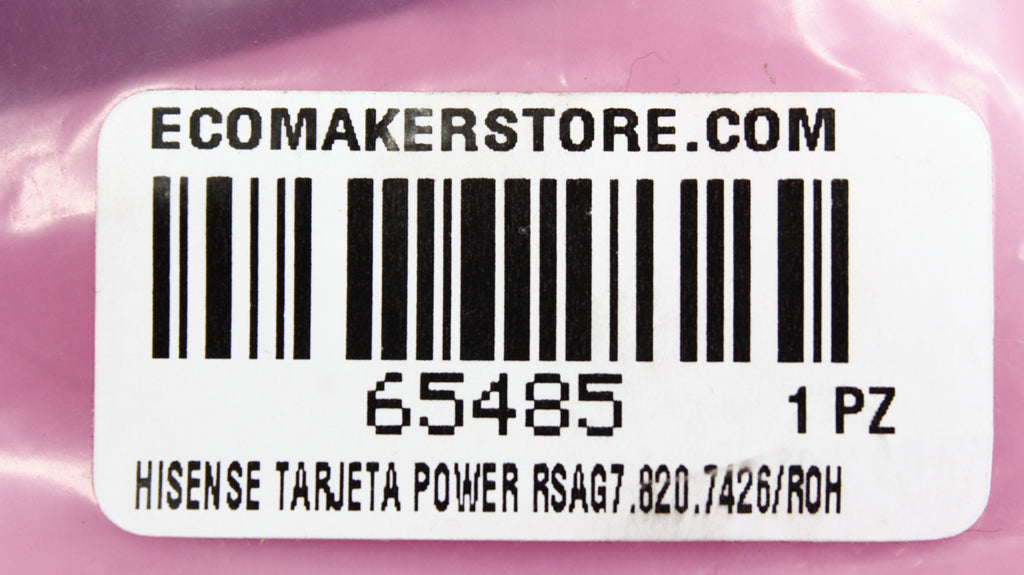 ECOMAKERSTORE.COM
65485 1 PZ
HISENSE TARJETA POWER RSAG7.820.7426/ROH